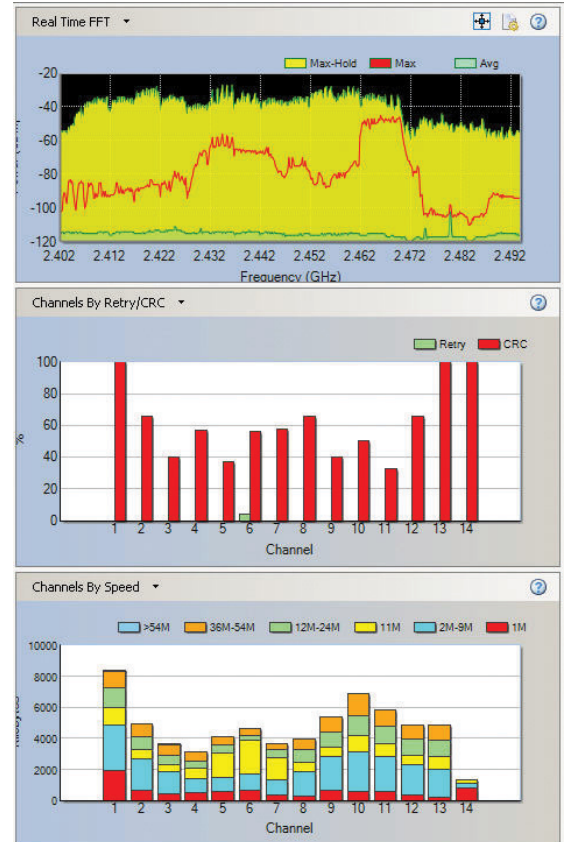 Real Time FFT
Max-Hold Max Avg
-20
-40
-60
-80
-100
-120
2.402 2.412 2.422 2.432 2.442 2.452 2.462 2.472 2.482 2.492
Frequency (GHz)
Channels By Retry/CRC
Retry CRC
100
80
60
40
20
0
%
1 2 3 4 5 6 7 8 9 10 11 12 13 14
Channel
Channels By Speed
>54M 36M-54M 12M-24M 11M 2M-9M 1M
10000
8000
6000
4000
2000
0
1 2 3 4 5 6 7 8 9 10 11 12 13 14
Channel